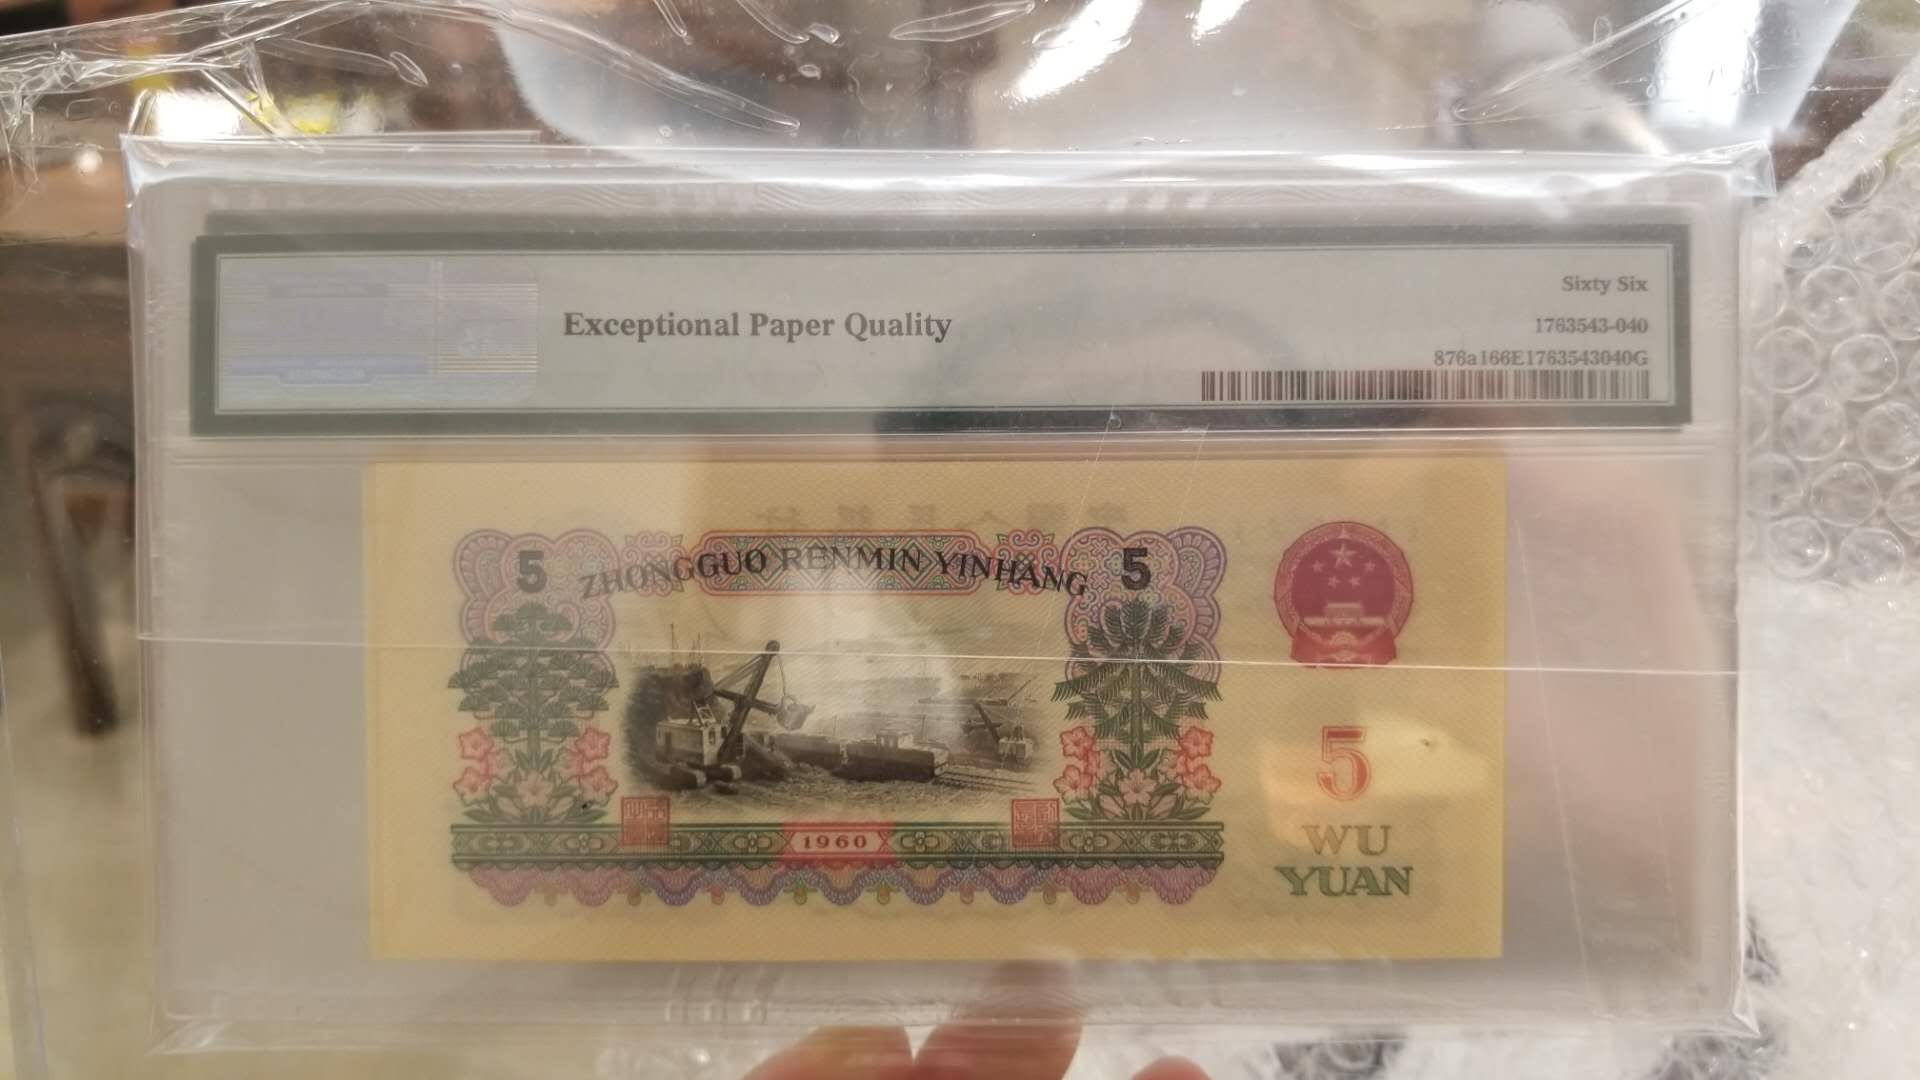 Sixty Six
Exceptional Paper Quality
1763543-040
876a166E1763543040G
5 ZHONGGUO RENMIN YINHANG 5
5
1960
WU
YUAN